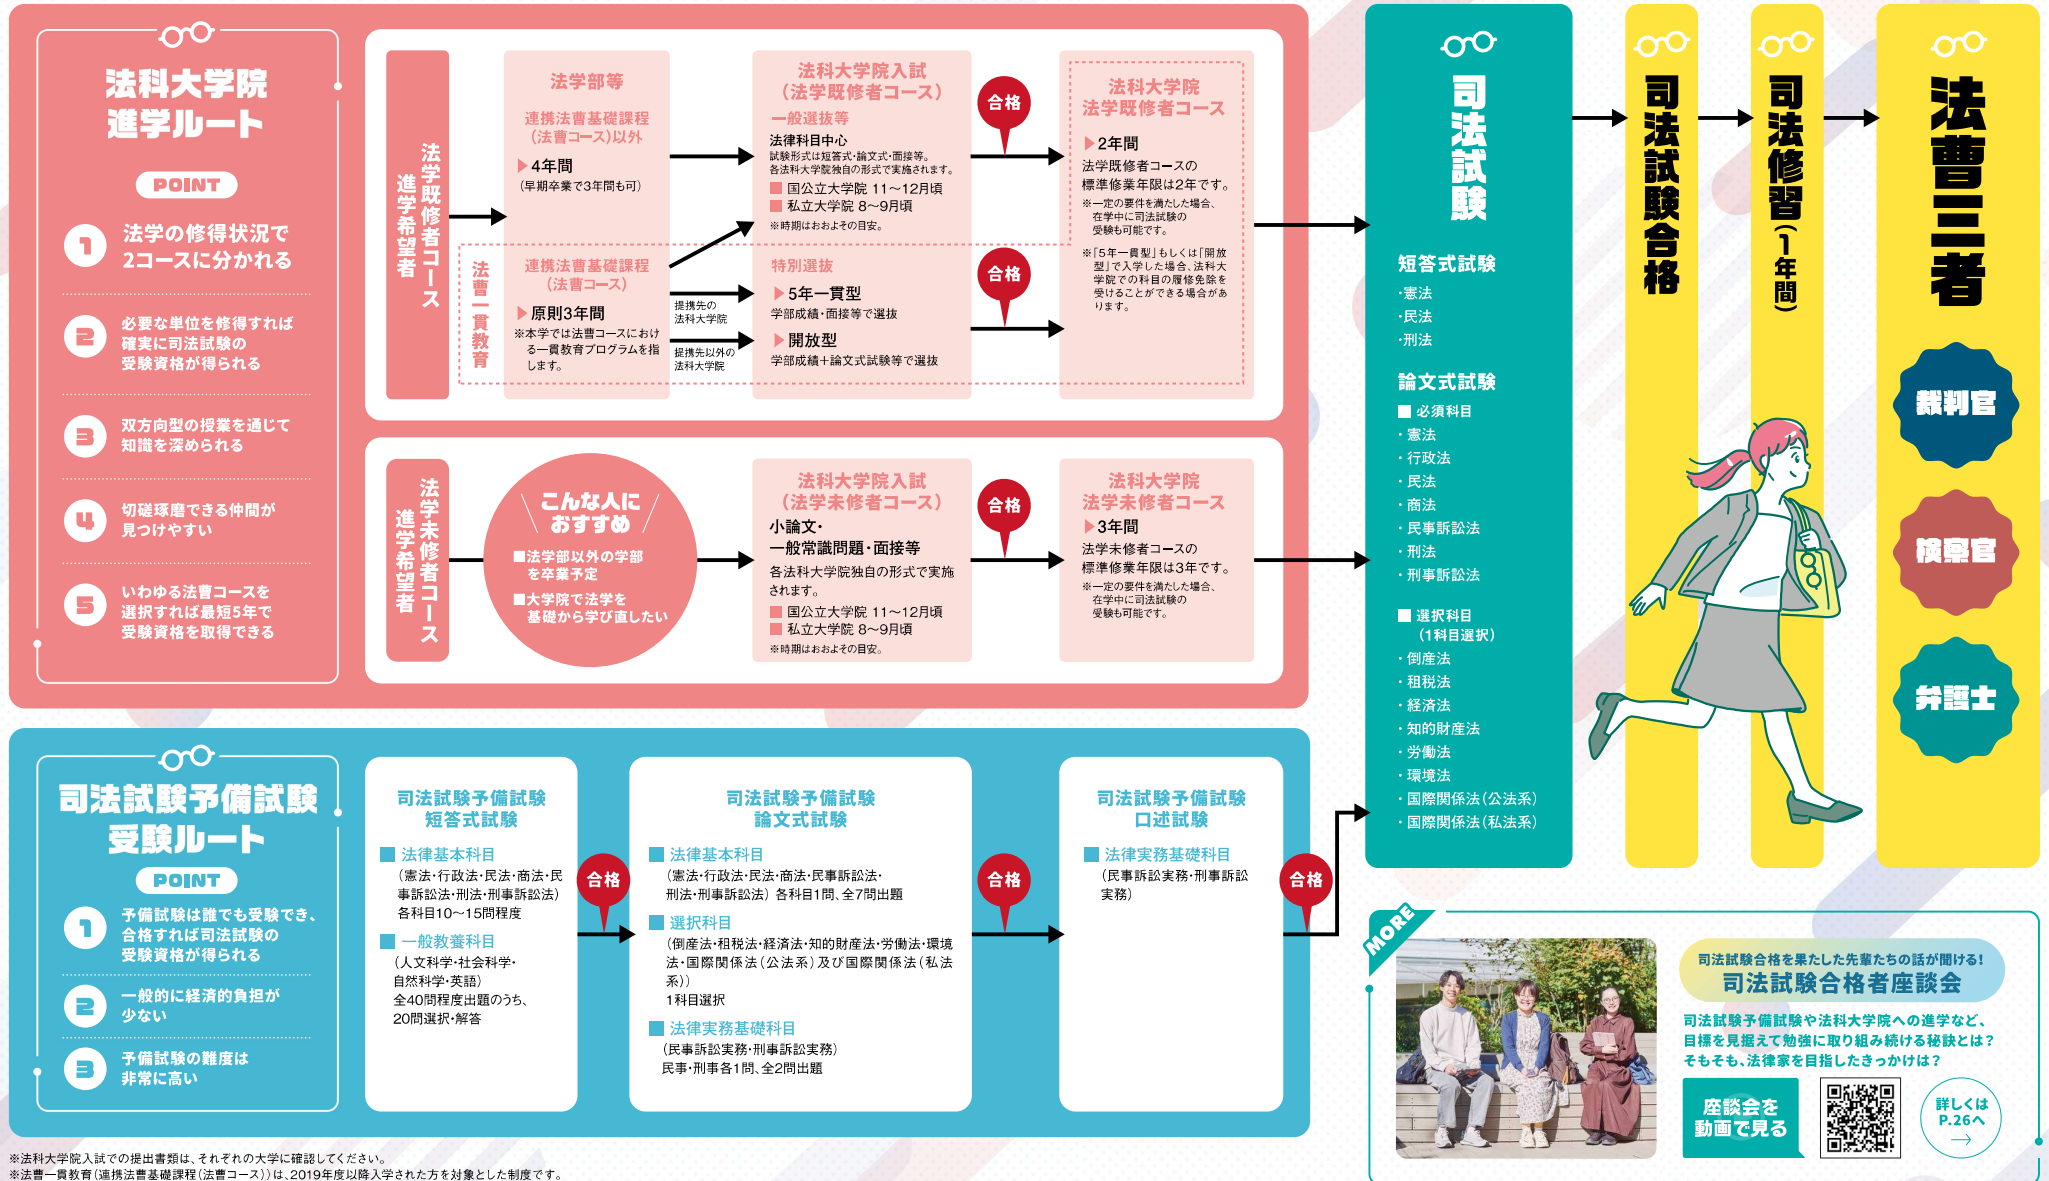 法科大学院
進学ルート
POINT
1
法学の修得状況で
2コースに分かれる
2
必要な単位を修得すれば
確実に司法試験の
受験資格が得られる
3
双方向型の授業を通じて
知識を深められる
4
切磋琢磨できる仲間が
見つけやすい
5
いわゆる法曹コースを
選択すれば最短5年で
受験資格を取得できる
法学既修者コース
進学希望者
法学部等
連携法曹基礎課程
(法曹コース)以外
▶4年間
(早期卒業で3年間も可)
法曹一貫教育
連携法曹基礎課程
(法曹コース)
▶原則3年間
※本学では法曹コースにおけ
る一貫教育プログラムを指
します。
提携先の
法科大学院
提携先以外の
法科大学院
法科大学院入試
(法学既修者コース)
一般選抜等
法律科目中心
試験形式は短答式・論文式・面接等。
各法科大学院独自の形式で実施されます。
■ 国公立大学院 11〜12月頃
■ 私立大学院 8〜9月頃
※時期はおおよその目安。
特別選抜
▶5年一貫型
学部成績・面接等で選抜
▶開放型
学部成績+論文式試験等で選抜
合格
合格
法科大学院
法学既修者コース
▶2年間
法学既修者コースの
標準修業年限は2年です。
※一定の要件を満たした場合、
在学中に司法試験の
受験も可能です。
※「5年一貫型」もしくは「開放
型」で入学した場合、法科大
学院での科目の履修免除を
受けることができる場合があ
ります。
法学未修者コース
進学希望者
こんな人に
おすすめ
■法学部以外の学部
を卒業予定
■大学院で法学を
基礎から学び直したい
法科大学院入試
(法学未修者コース)
小論文・
一般常識問題・面接等
各法科大学院独自の形式で実施
されます。
■ 国公立大学院 11〜12月頃
■ 私立大学院 8〜9月頃
※時期はおおよその目安。
合格
法科大学院
法学未修者コース
▶3年間
法学未修者コースの
標準修業年限は3年です。
※一定の要件を満たした場合、
在学中に司法試験の
受験も可能です。
司法試験予備試験
受験ルート
POINT
1
予備試験は誰でも受験でき、
合格すれば司法試験の
受験資格が得られる
2
一般的に経済的負担が
少ない
3
予備試験の難度は
非常に高い
司法試験予備試験
短答式試験
■ 法律基本科目
(憲法・行政法・民法・商法・民
事訴訟法・刑法・刑事訴訟法)
各科目10〜15問程度
■ 一般教養科目
(人文科学・社会科学・
自然科学・英語)
全40問程度出題のうち、
20問選択・解答
合格
司法試験予備試験
論文式試験
■ 法律基本科目
(憲法・行政法・民法・商法・民事訴訟法・
刑法・刑事訴訟法) 各科目1問、全7問出題
■ 選択科目
(倒産法・租税法・経済法・知的財産法・労働法・環境
法・国際関係法(公法系)及び国際関係法(私法
系))
1科目選択
■ 法律実務基礎科目
(民事訴訟実務・刑事訴訟実務)
民事・刑事各1問、全2問出題
合格
司法試験予備試験
口述試験
■ 法律実務基礎科目
(民事訴訟実務・刑事訴訟
実務)
合格
司法試験
短答式試験
・憲法
・民法
・刑法
論文式試験
■ 必須科目
・憲法
・行政法
・民法
・商法
・民事訴訟法
・刑法
・刑事訴訟法
■ 選択科目
(1科目選択)
・倒産法
・租税法
・経済法
・知的財産法
・労働法
・環境法
・国際関係法(公法系)
・国際関係法(私法系)
司法試験合格
司法修習(1年間)
法曹三者
裁判官
検察官
弁護士
MORE
司法試験合格を果たした先輩たちの話が聞ける!
司法試験合格者座談会
司法試験予備試験や法科大学院への進学など、
目標を見据えて勉強に取り組み続ける秘訣とは?
そもそも、法律家を目指したきっかけは?
座談会を
動画で見る
詳しくは
P.26へ
→
※法科大学院入試での提出書類は、それぞれの大学に確認してください。
※法曹一貫教育(連携法曹基礎課程(法曹コース))は、2019年度以降入学された方を対象とした制度です。